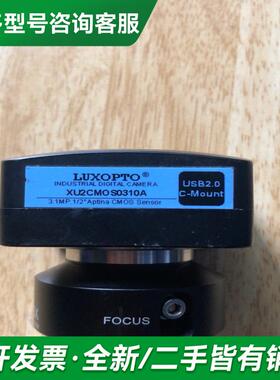 型号咨询客服
LUXOPTO®
INDUSTRIAL DIGITAL CAMERA
XU2CMOS0310A
3.1MP 1/2"Aptina CMOS Sensor
USB2.0
C-Mount
FOCUS
开发票·全新/二手皆有销